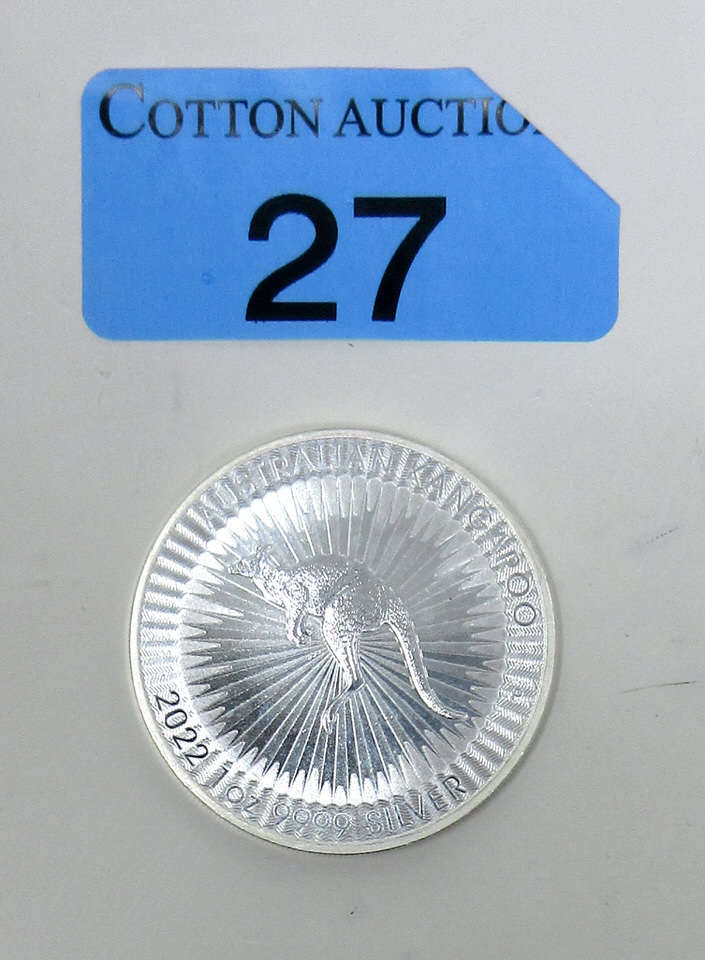 COTTON AUCTIO
27
AUSTRALIAN KANGAROO
2022 1oz 9999 SILVER